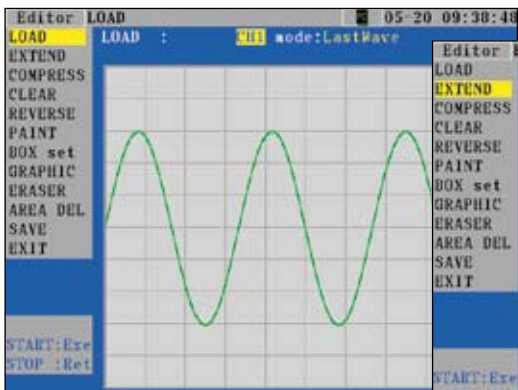 Editor LOAD 05-20 09:38:48
LOAD : CH1 mode:LastWave
LOAD
EXTEND
COMPRESS
CLEAR
REVERSE
PAINT
BOX set
GRAPHIC
ERASER
AREA DEL
SAVE
EXIT
START:Exe
STOP :Ret
Editor
LOAD
EXTEND
COMPRESS
CLEAR
REVERSE
PAINT
BOX set
GRAPHIC
ERASER
AREA DEL
SAVE
EXIT
START:Exe